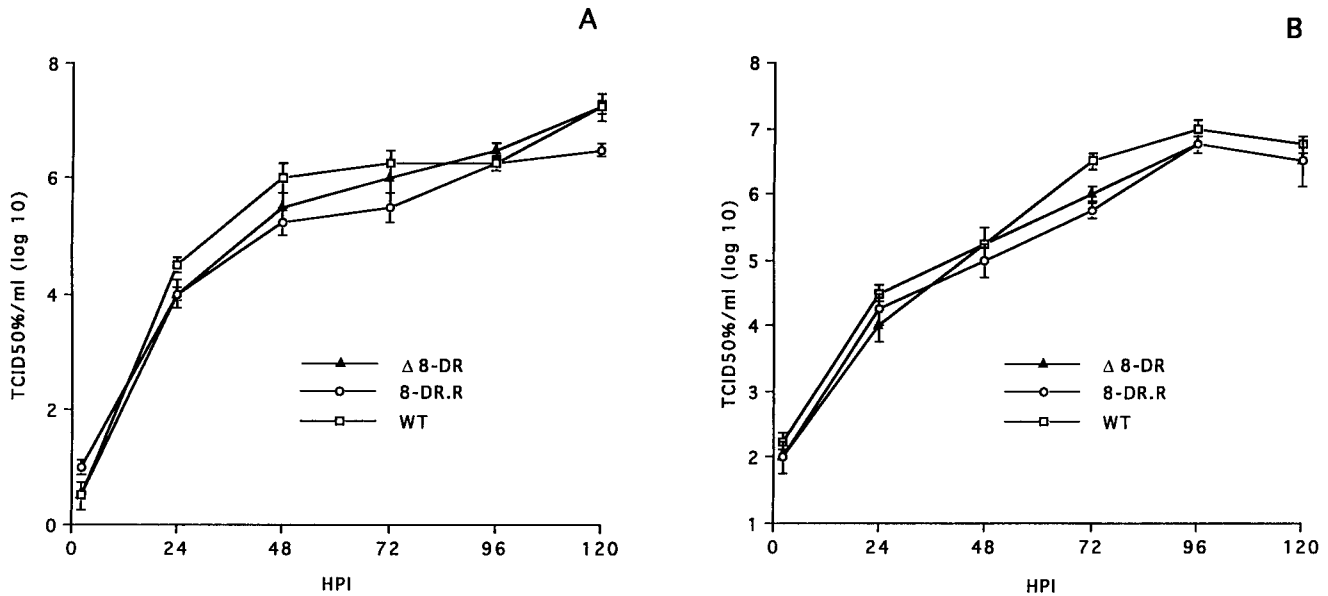 A
8
6
4
2
0
TCID50%/ml (log 10)
Δ 8-DR
8-DR.R
WT
0 24 48 72 96 120
HPI
B
8
7
6
5
4
3
2
1
TCID50%/ml (log 10)
Δ 8-DR
8-DR.R
WT
0 24 48 72 96 120
HPI